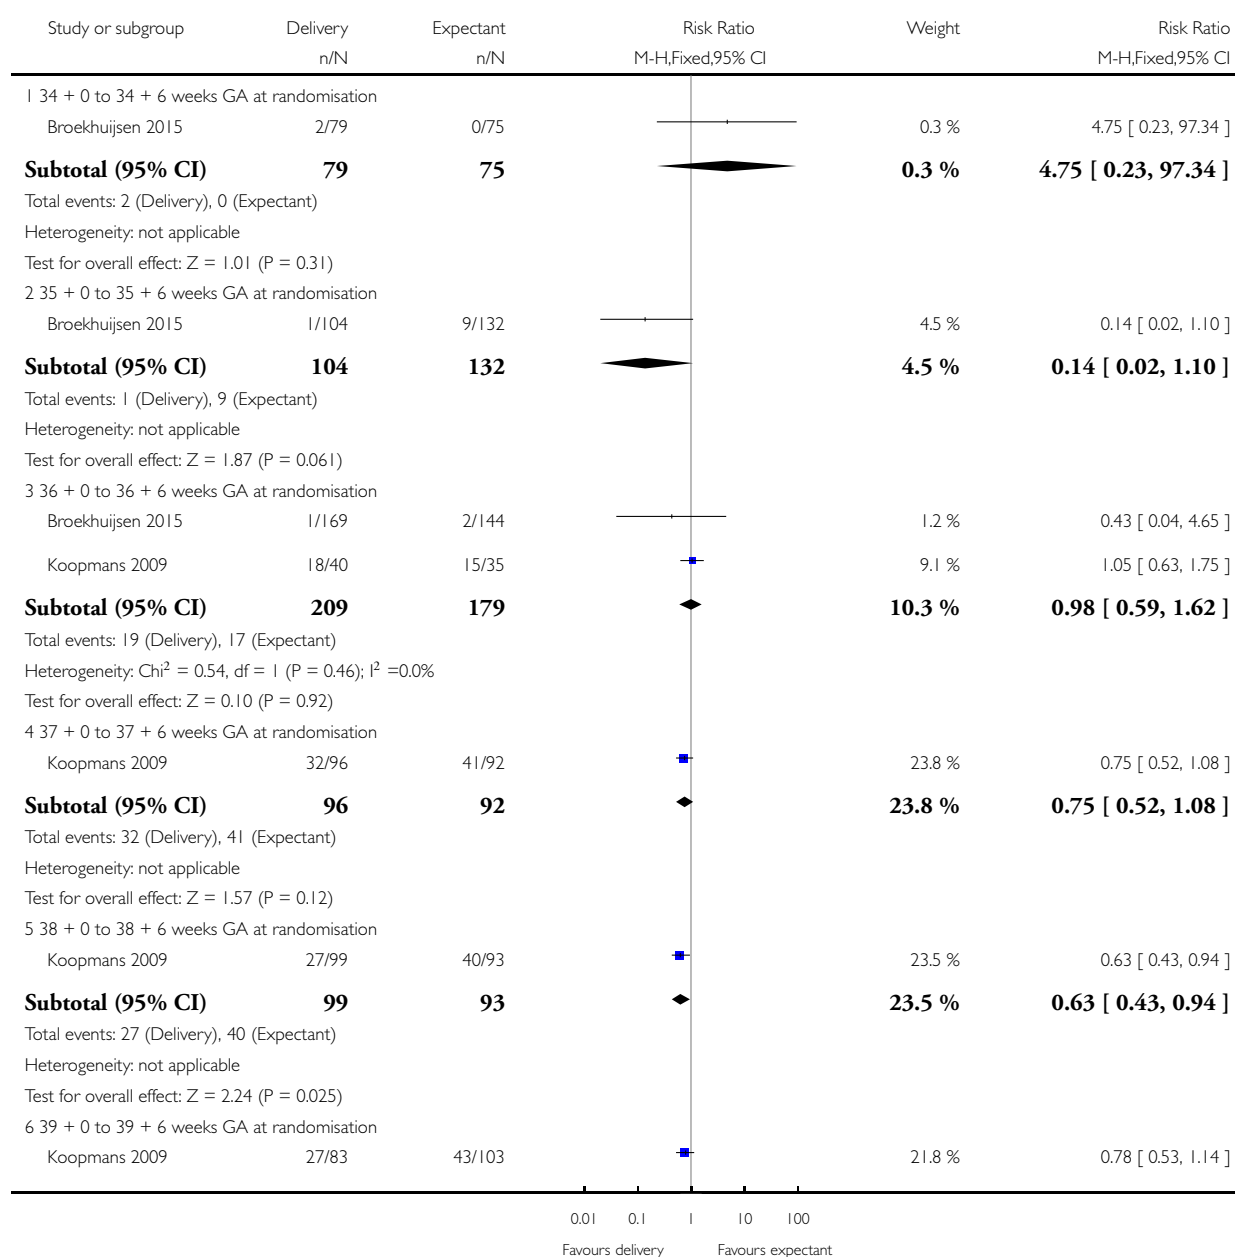 Study or subgroup Delivery Expectant Risk Ratio Weight Risk Ratio
n/N n/N M-H,Fixed,95% CI M-H,Fixed,95% CI
1 34 + 0 to 34 + 6 weeks GA at randomisation
Broekhuijsen 2015 2/79 0/75 0.3 % 4.75 [ 0.23, 97.34 ]
Subtotal (95% CI) 79 75 0.3 % 4.75 [ 0.23, 97.34 ]
Total events: 2 (Delivery), 0 (Expectant)
Heterogeneity: not applicable
Test for overall effect: Z = 1.01 (P = 0.31)
2 35 + 0 to 35 + 6 weeks GA at randomisation
Broekhuijsen 2015 1/104 9/132 4.5 % 0.14 [ 0.02, 1.10 ]
Subtotal (95% CI) 104 132 4.5 % 0.14 [ 0.02, 1.10 ]
Total events: 1 (Delivery), 9 (Expectant)
Heterogeneity: not applicable
Test for overall effect: Z = 1.87 (P = 0.061)
3 36 + 0 to 36 + 6 weeks GA at randomisation
Broekhuijsen 2015 1/169 2/144 1.2 % 0.43 [ 0.04, 4.65 ]
Koopmans 2009 18/40 15/35 9.1 % 1.05 [ 0.63, 1.75 ]
Subtotal (95% CI) 209 179 10.3 % 0.98 [ 0.59, 1.62 ]
Total events: 19 (Delivery), 17 (Expectant)
Heterogeneity: Chi² = 0.54, df = 1 (P = 0.46); I² =0.0%
Test for overall effect: Z = 0.10 (P = 0.92)
4 37 + 0 to 37 + 6 weeks GA at randomisation
Koopmans 2009 32/96 41/92 23.8 % 0.75 [ 0.52, 1.08 ]
Subtotal (95% CI) 96 92 23.8 % 0.75 [ 0.52, 1.08 ]
Total events: 32 (Delivery), 41 (Expectant)
Heterogeneity: not applicable
Test for overall effect: Z = 1.57 (P = 0.12)
5 38 + 0 to 38 + 6 weeks GA at randomisation
Koopmans 2009 27/99 40/93 23.5 % 0.63 [ 0.43, 0.94 ]
Subtotal (95% CI) 99 93 23.5 % 0.63 [ 0.43, 0.94 ]
Total events: 27 (Delivery), 40 (Expectant)
Heterogeneity: not applicable
Test for overall effect: Z = 2.24 (P = 0.025)
6 39 + 0 to 39 + 6 weeks GA at randomisation
Koopmans 2009 27/83 43/103 21.8 % 0.78 [ 0.53, 1.14 ]
0.01 0.1 1 10 100
Favours delivery Favours expectant